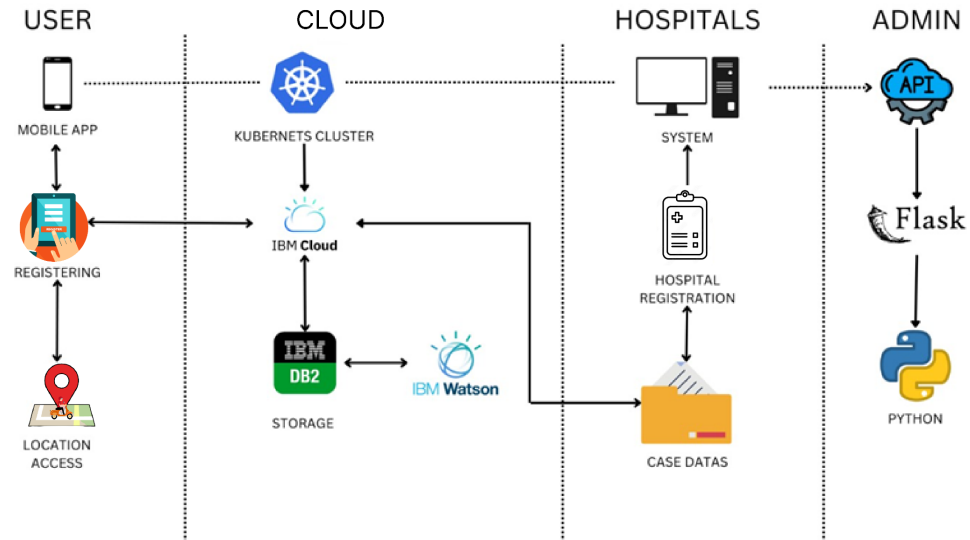 USER
CLOUD
HOSPITALS
ADMIN
MOBILE APP
KUBERNETS CLUSTER
SYSTEM
API
REGISTERING
IBM Cloud
HOSPITAL
REGISTRATION
Flask
LOCATION
ACCESS
IBM
DB2
STORAGE
IBM Watson
CASE DATAS
PYTHON